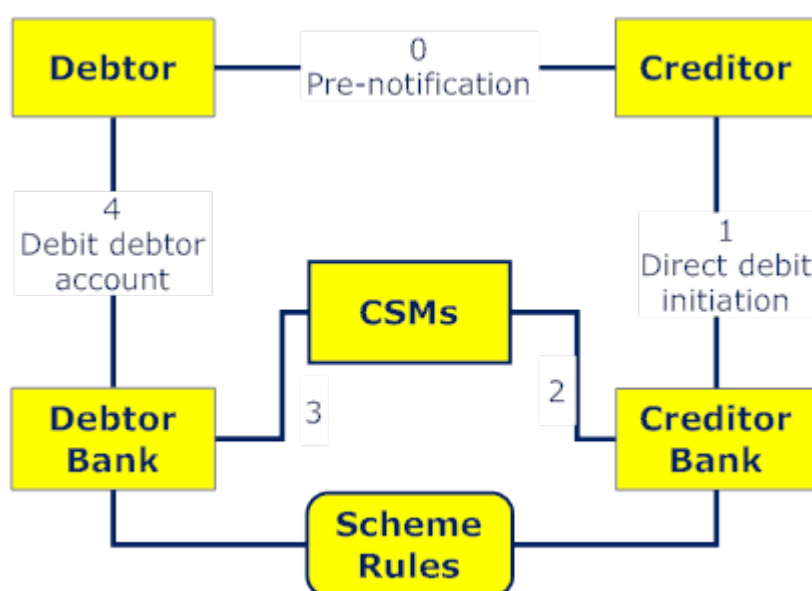 0
Debtor
Pre-notification
Creditor
4
Debit debtor
account
1
Direct debit
initiation
CSMs
3
2
Debtor
Bank
Creditor
Bank
Scheme
Rules